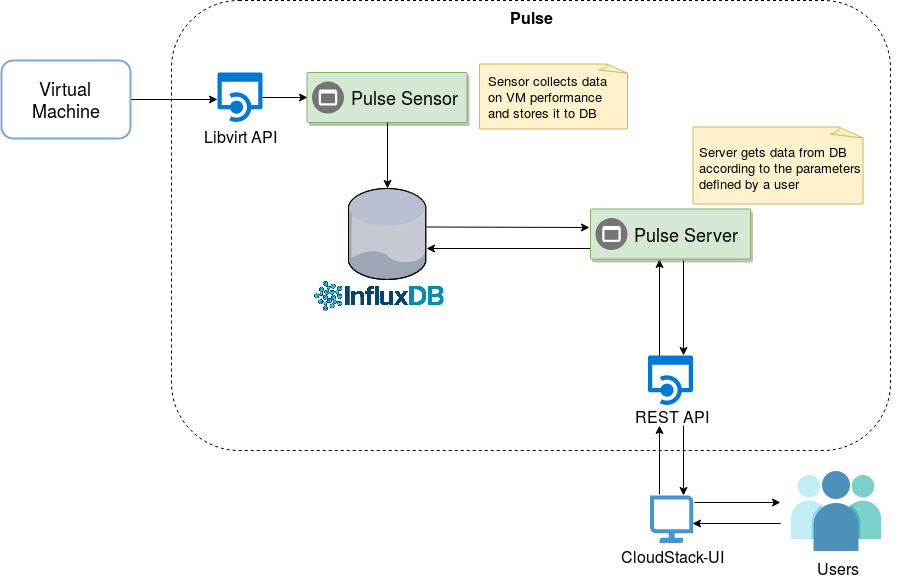 Pulse
Virtual
Machine
Libvirt API
Pulse Sensor
Sensor collects data
on VM performance
and stores it to DB
Server gets data from DB
according to the parameters
defined by a user
Pulse Server
InfluxDB
REST API
CloudStack-UI
Users